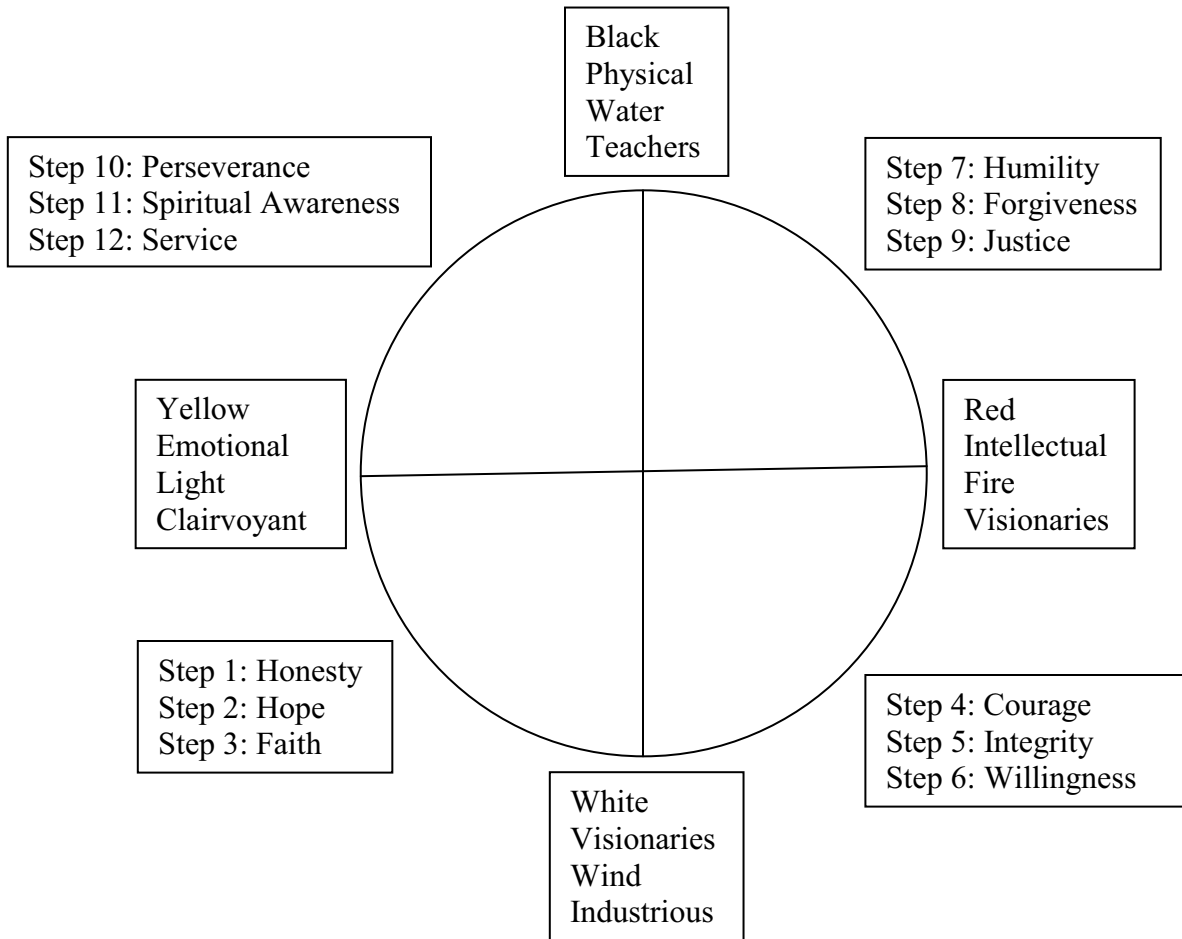 Black
Physical
Water
Teachers
Step 10: Perseverance
Step 11: Spiritual Awareness
Step 12: Service
Step 7: Humility
Step 8: Forgiveness
Step 9: Justice
Yellow
Emotional
Light
Clairvoyant
Red
Intellectual
Fire
Visionaries
Step 1: Honesty
Step 2: Hope
Step 3: Faith
Step 4: Courage
Step 5: Integrity
Step 6: Willingness
White
Visionaries
Wind
Industrious